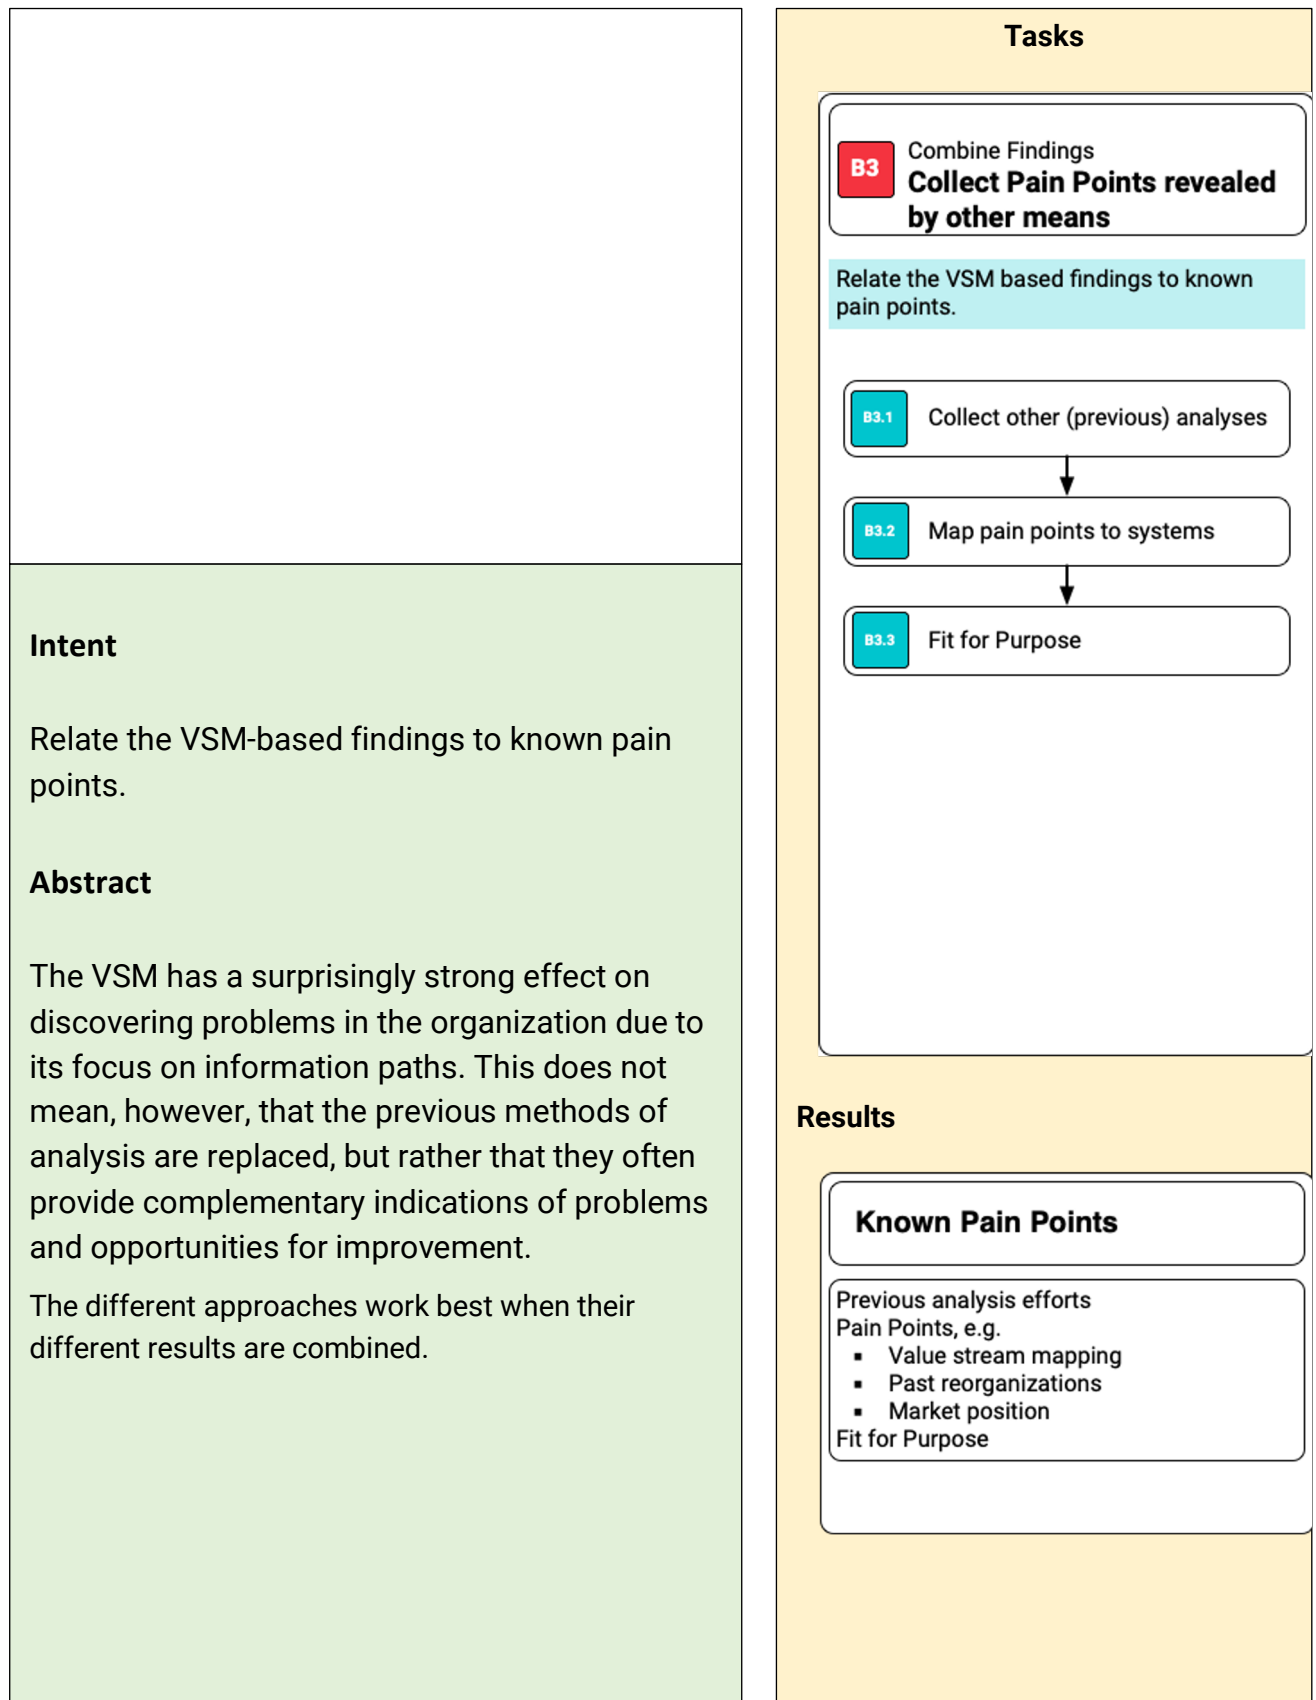 Intent
Relate the VSM-based findings to known pain
points.
Abstract
The VSM has a surprisingly strong effect on
discovering problems in the organization due to
its focus on information paths. This does not
mean, however, that the previous methods of
analysis are replaced, but rather that they often
provide complementary indications of problems
and opportunities for improvement.
The different approaches work best when their
different results are combined.
Tasks
B3
Combine Findings
Collect Pain Points revealed
by other means
Relate the VSM based findings to known
pain points.
B3.1 Collect other (previous) analyses
B3.2 Map pain points to systems
B3.3 Fit for Purpose
Results
Known Pain Points
Previous analysis efforts
Pain Points, e.g.
▪ Value stream mapping
▪ Past reorganizations
▪ Market position
Fit for Purpose